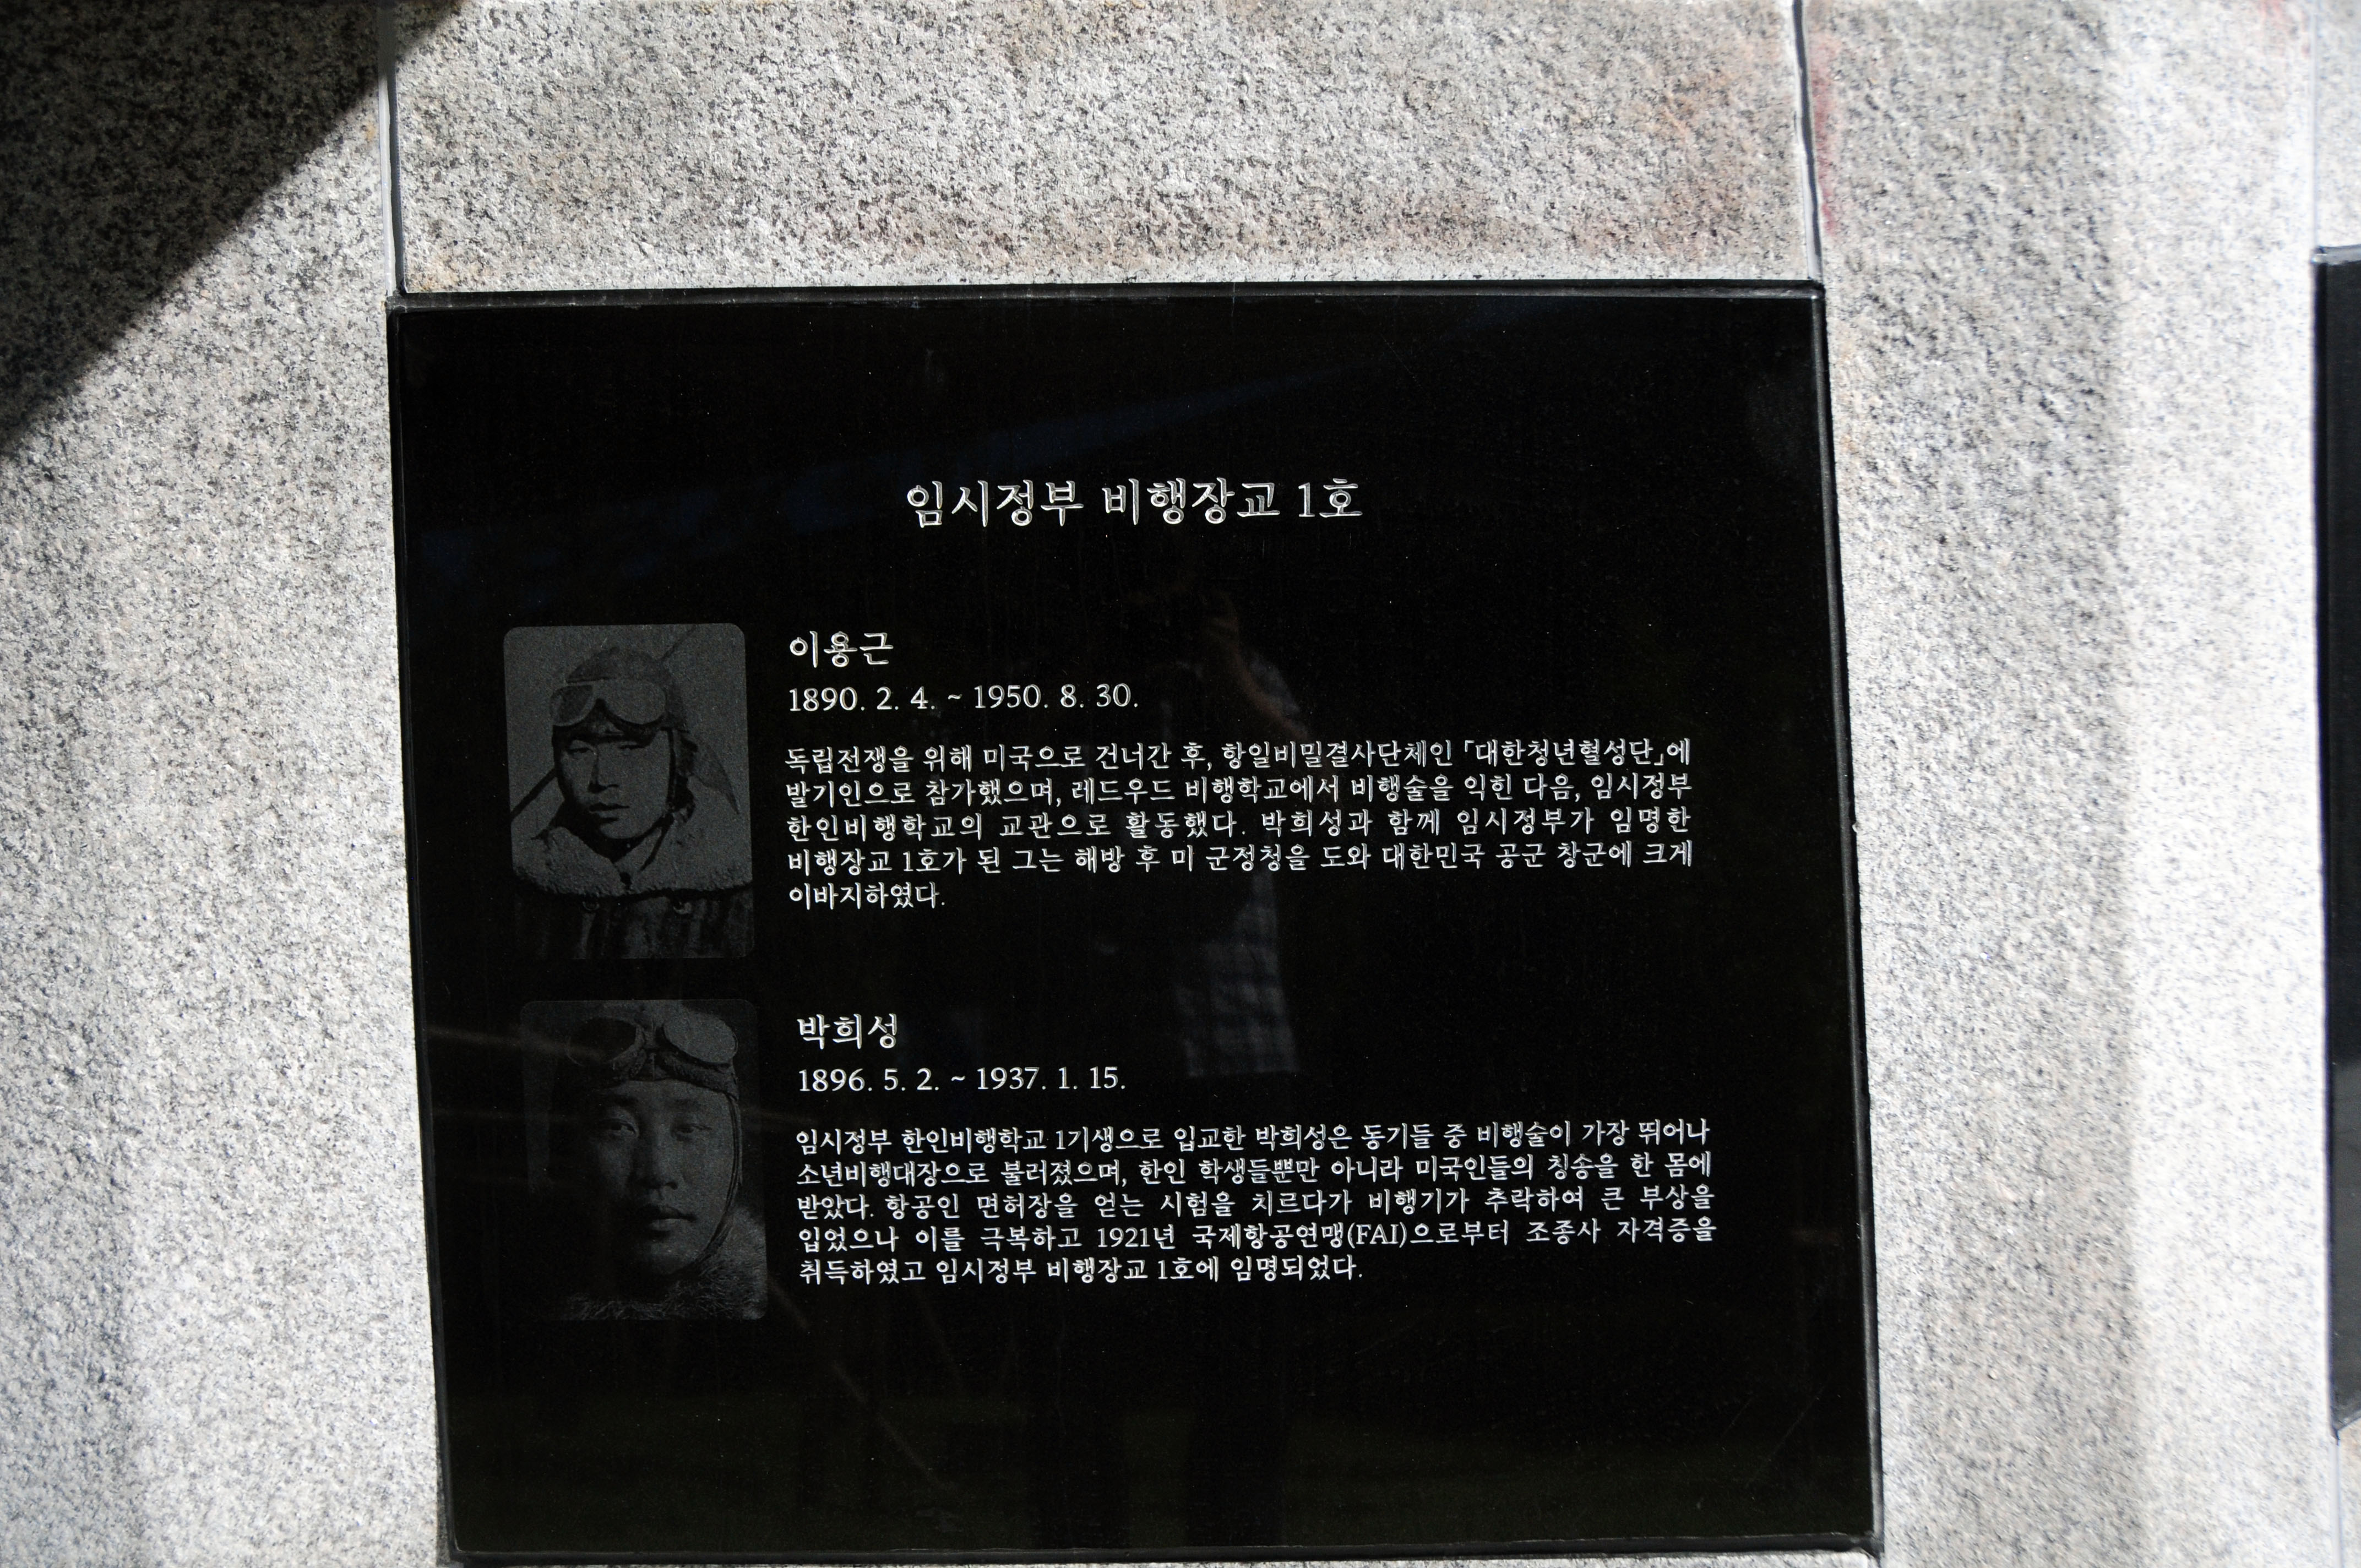 임시정부 비행장교 1호
이용근
1890. 2. 4. ~ 1950. 8. 30.
독립전쟁을 위해 미국으로 건너간 후, 항일비밀결사단체인 「대한청년혈성단」에
발기인으로 참가했으며, 레드우드 비행학교에서 비행술을 익힌 다음, 임시정부
한인비행학교의 교관으로 활동했다. 박희성과 함께 임시정부가 임명한
비행장교 1호가 된 그는 해방 후 미 군정청을 도와 대한민국 공군 창군에 크게
이바지하였다.
박희성
1896. 5. 2. ~ 1937. 1. 15.
임시정부 한인비행학교 1기생으로 입교한 박희성은 동기들 중 비행술이 가장 뛰어나
소년비행대장으로 불러졌으며, 한인 학생들뿐만 아니라 미국인들의 칭송을 한 몸에
받았다. 항공인 면허장을 얻는 시험을 치르다가 비행기가 추락하여 큰 부상을
입었으나 이를 극복하고 1921년 국제항공연맹(FAI)으로부터 조종사 자격증을
취득하였고 임시정부 비행장교 1호에 임명되었다.